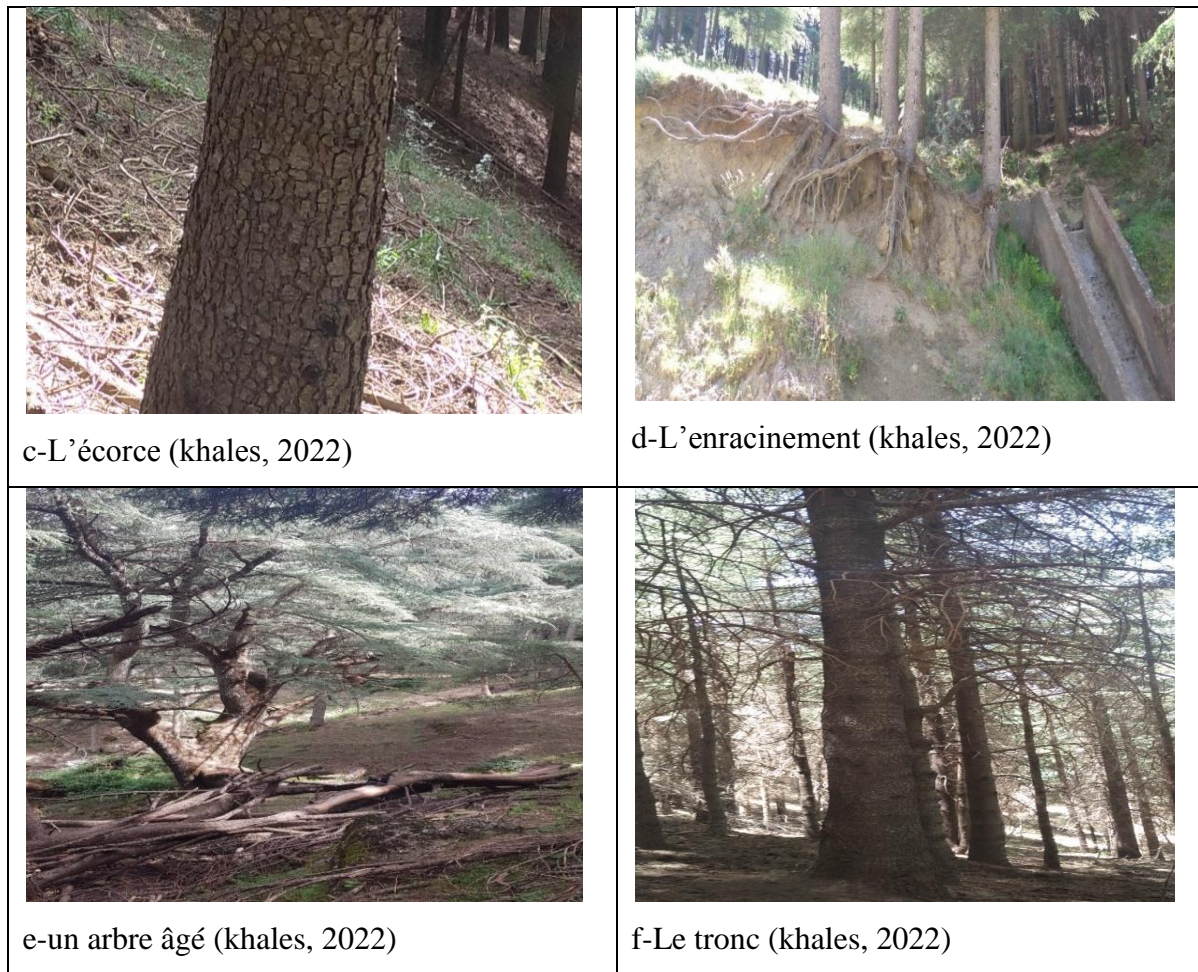 c-L’écorce (khales, 2022)
d-L’enracinement (khales, 2022)
e-un arbre âgé (khales, 2022)
f-Le tronc (khales, 2022)